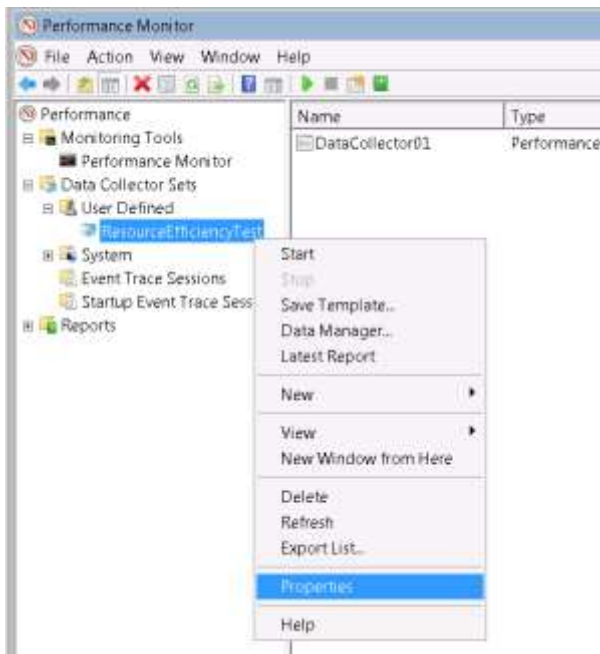 Performance Monitor
File Action View Window Help
Performance
Monitoring Tools
Performance Monitor
Data Collector Sets
User Defined
ResourceEfficiencyTest
System
Event Trace Sessions
Startup Event Trace Sess
Reports
Name Type
DataCollector01 Performance
Start
Stop
Save Template...
Data Manager...
Latest Report
New
View
New Window from Here
Delete
Refresh
Export List...
Properties
Help